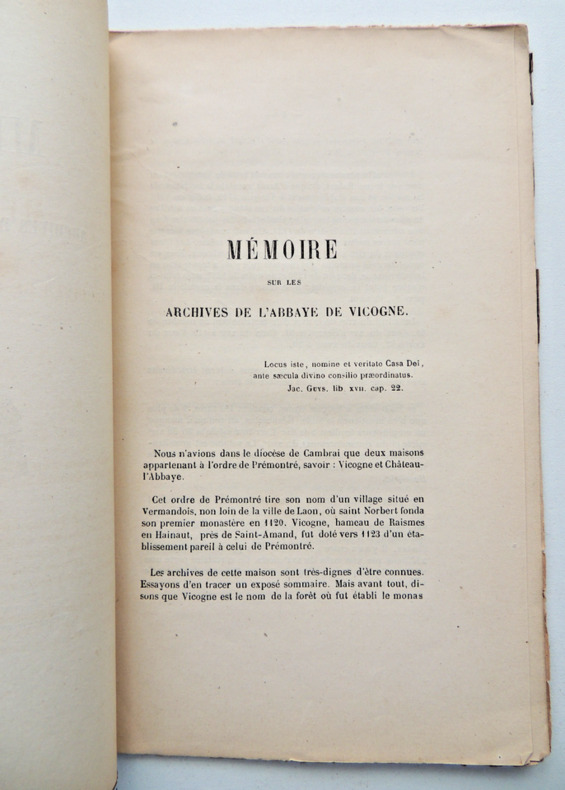 MÉMOIRE
SUR LES
ARCHIVES DE L'ABBAYE DE VICOGNE.
Locus iste, nomine et veritate Casa Dei,
ante sæcula divino consilio præordinatus.
Jac. Guys. lib. xvii. cap. 22.
Nous n'avions dans le diocèse de Cambrai que deux maisons
appartenant à l'ordre de Prémontré, savoir : Vicogne et Château-
l'Abbaye.
Cet ordre de Prémontré tire son nom d'un village situé en
Vermandois, non loin de la ville de Laon, où saint Norbert fonda
son premier monastère en 1120. Vicogne, hameau de Raismes
en Hainaut, près de Saint-Amand, fut doté vers 1123 d'un éta-
blissement pareil à celui de Prémontré.
Les archives de cette maison sont très-dignes d'être connues.
Essayons d'en tracer un exposé sommaire. Mais avant tout, di-
sons que Vicogne est le nom de la forêt où fut établi le monas